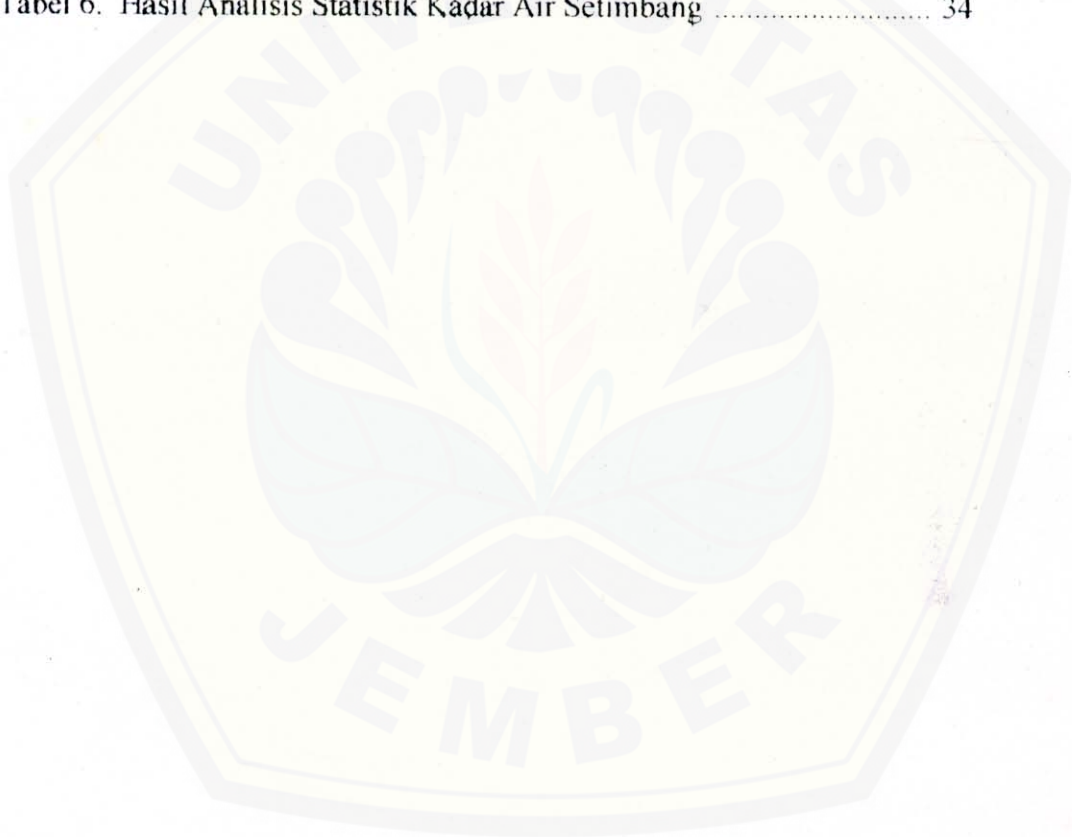 Tabel 6. Hasil Analisis Statistik Kadar Air Setimbang ............................ 34
UNIVERSITAS
JEMBER